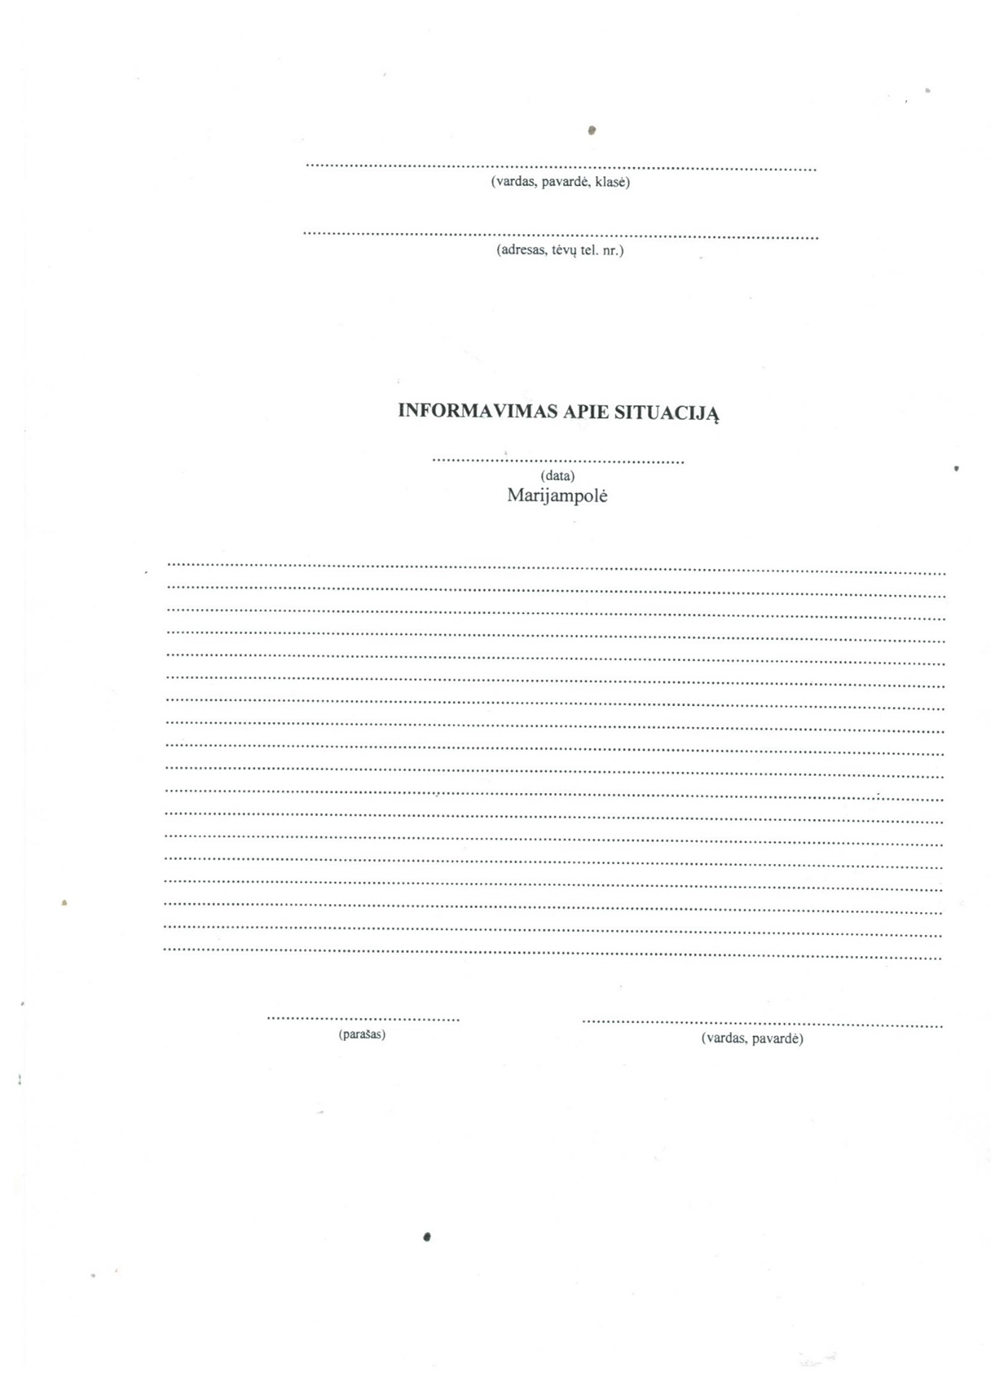 (vardas, pavardė, klasė)
(adresas, tėvų tel. nr.)
INFORMAVIMAS APIE SITUACIJĄ
(data)
Marijampolė
(parašas)
(vardas, pavardė)